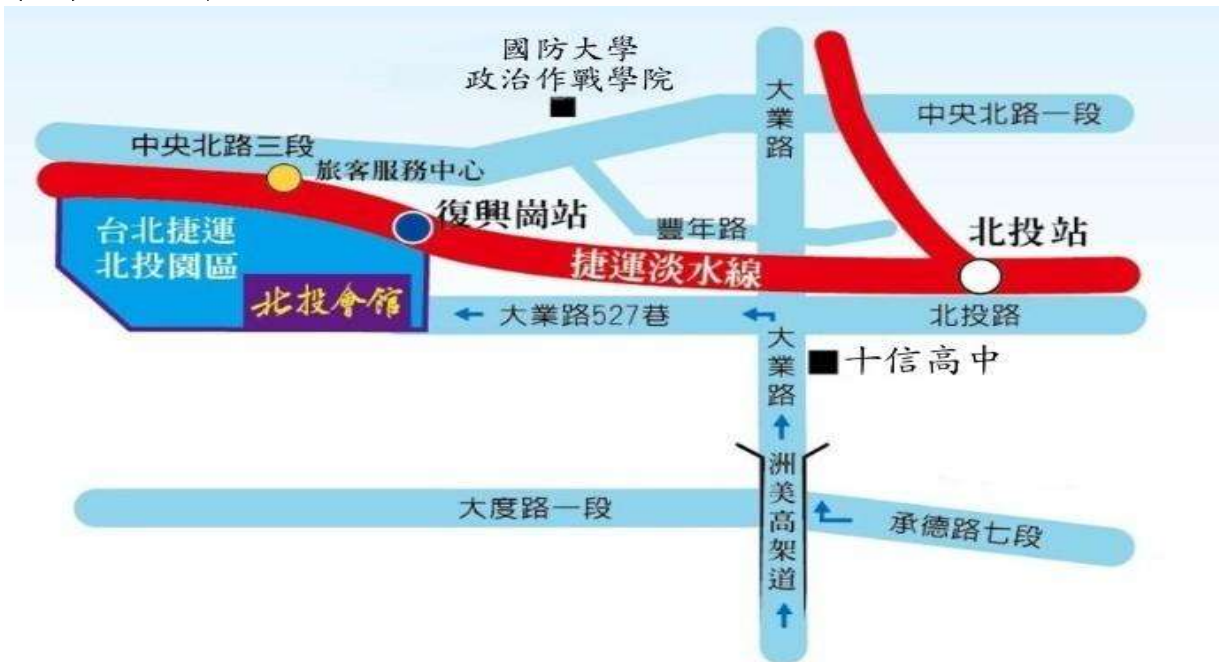 國防大學
政治作戰學院
大業路
中央北路一段
中央北路三段
旅客服務中心
復興崗站
豐年路
北投站
台北捷運
北投園區
捷運淡水線
北投會館
大業路527巷
北投路
大業路
十信高中
洲美高架道
大度路一段
承德路七段